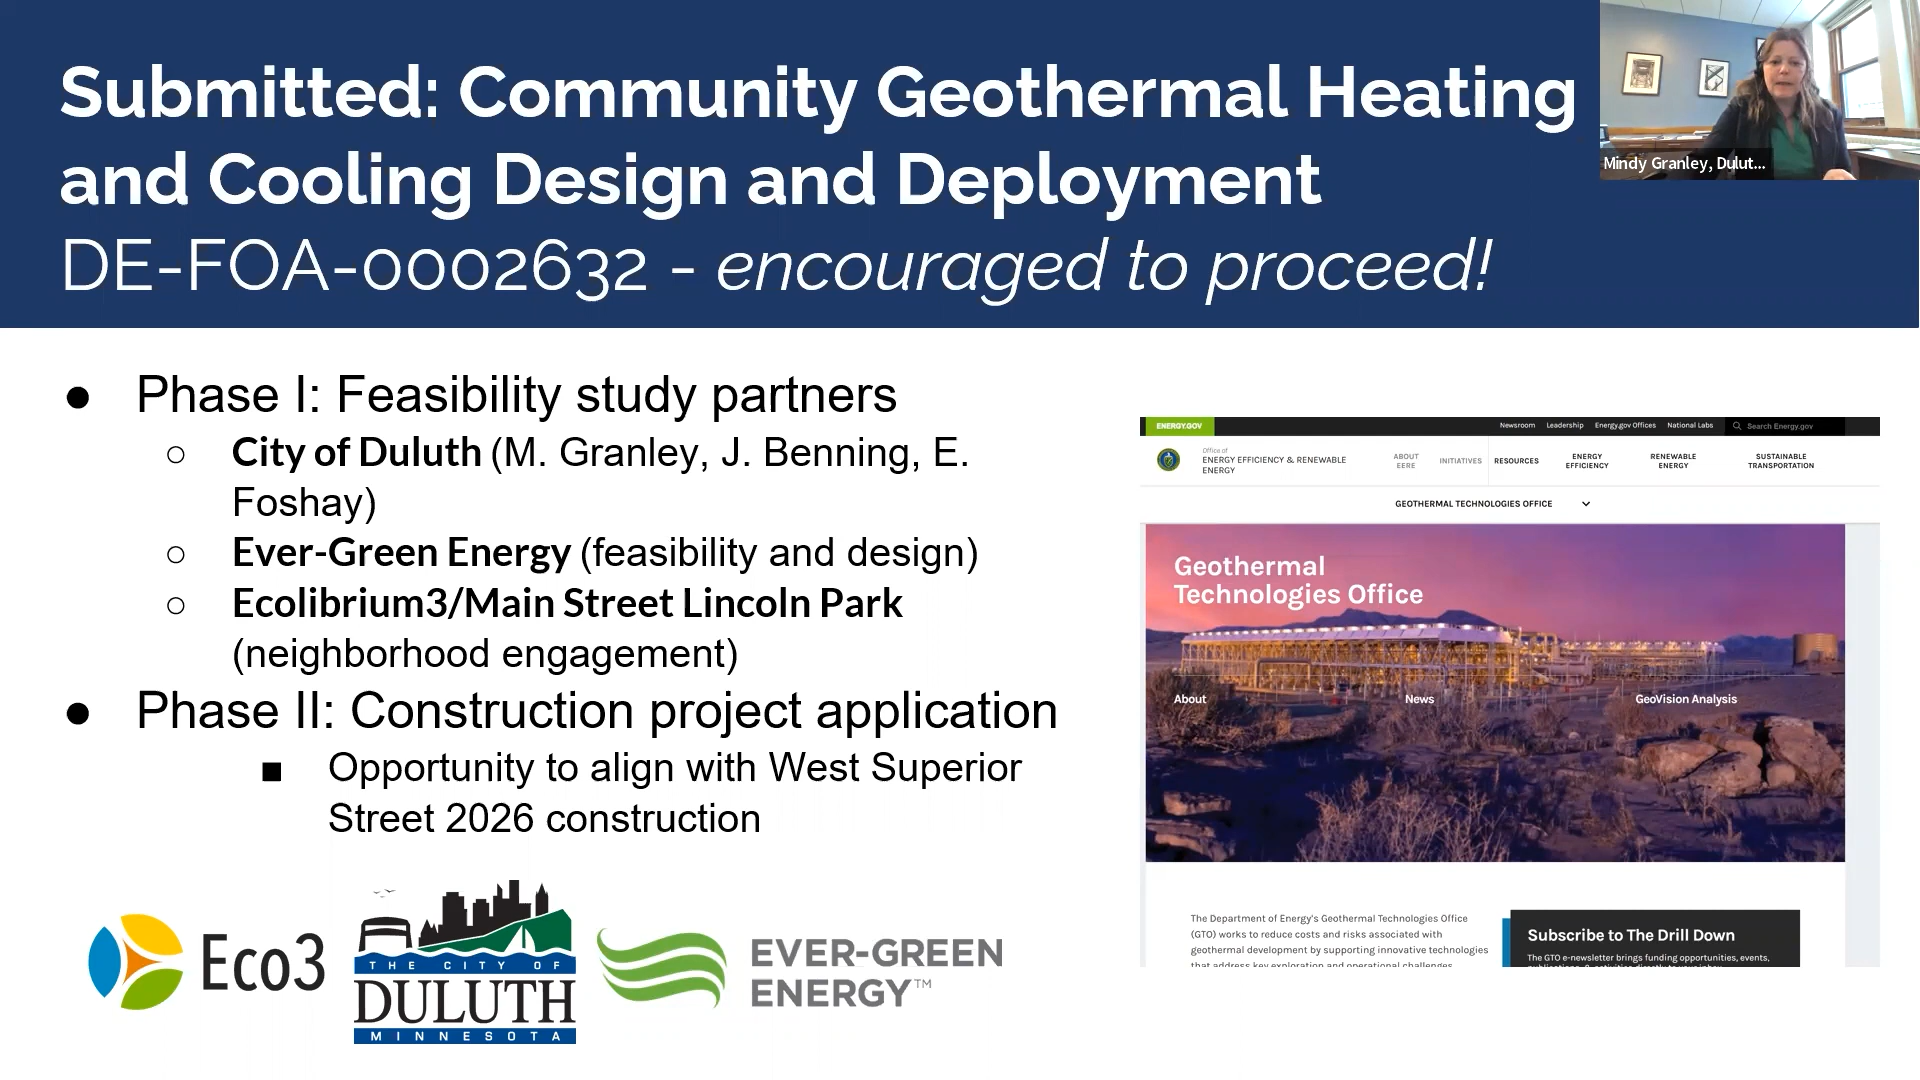 Submitted: Community Geothermal Heating
and Cooling Design and Deployment
DE-FOA-0002632 - encouraged to proceed!
Mindy Granley, Dulut...
● Phase I: Feasibility study partners
○ City of Duluth (M. Granley, J. Benning, E.
Foshay)
○ Ever-Green Energy (feasibility and design)
○ Ecolibrium3/Main Street Lincoln Park
(neighborhood engagement)
● Phase II: Construction project application
■ Opportunity to align with West Superior
Street 2026 construction
Eco3
THE CITY OF
DULUTH
MINNESOTA
EVER-GREEN
ENERGY™
ENERGY.GOV
Newsroom Leadership Energy.gov Offices National Labs Search Energy.gov
Office of
ENERGY EFFICIENCY & RENEWABLE
ENERGY
ABOUT
EERE
INITIATIVES
RESOURCES
ENERGY
EFFICIENCY
RENEWABLE
ENERGY
SUSTAINABLE
TRANSPORTATION
GEOTHERMAL TECHNOLOGIES OFFICE
Geothermal
Technologies Office
About News GeoVision Analysis
The Department of Energy's Geothermal Technologies Office
(GTO) works to reduce costs and risks associated with
geothermal development by supporting innovative technologies
that address key exploration and operational challenges
Subscribe to The Drill Down
The GTO e-newsletter brings funding opportunities, events,